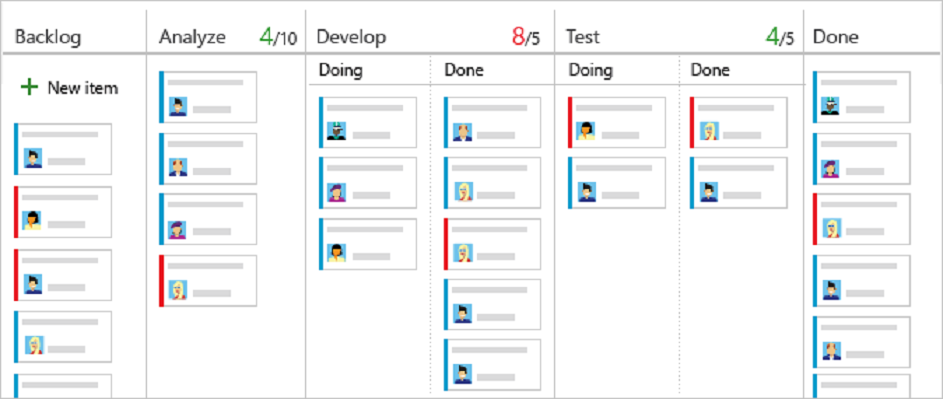 Backlog
Analyze 4/10
Develop 8/5
Test 4/5
Done
Doing
Done
Doing
Done
+ New item